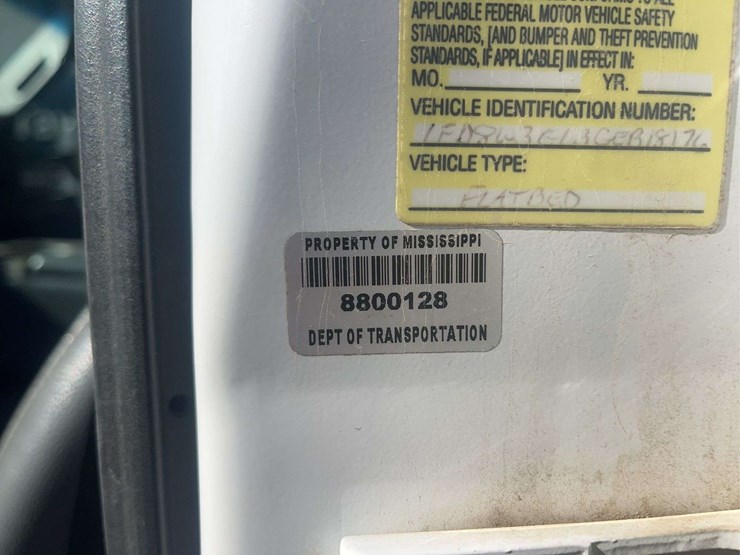 APPLICABLE FEDERAL MOTOR VEHICLE SAFETY
STANDARDS, [AND BUMPER AND THEFT PREVENTION
STANDARDS, IF APPLICABLE] IN EFFECT IN:
MO. YR.
VEHICLE IDENTIFICATION NUMBER:
VEHICLE TYPE:
FLATBED
PROPERTY OF MISSISSIPPI
8800128
DEPT OF TRANSPORTATION